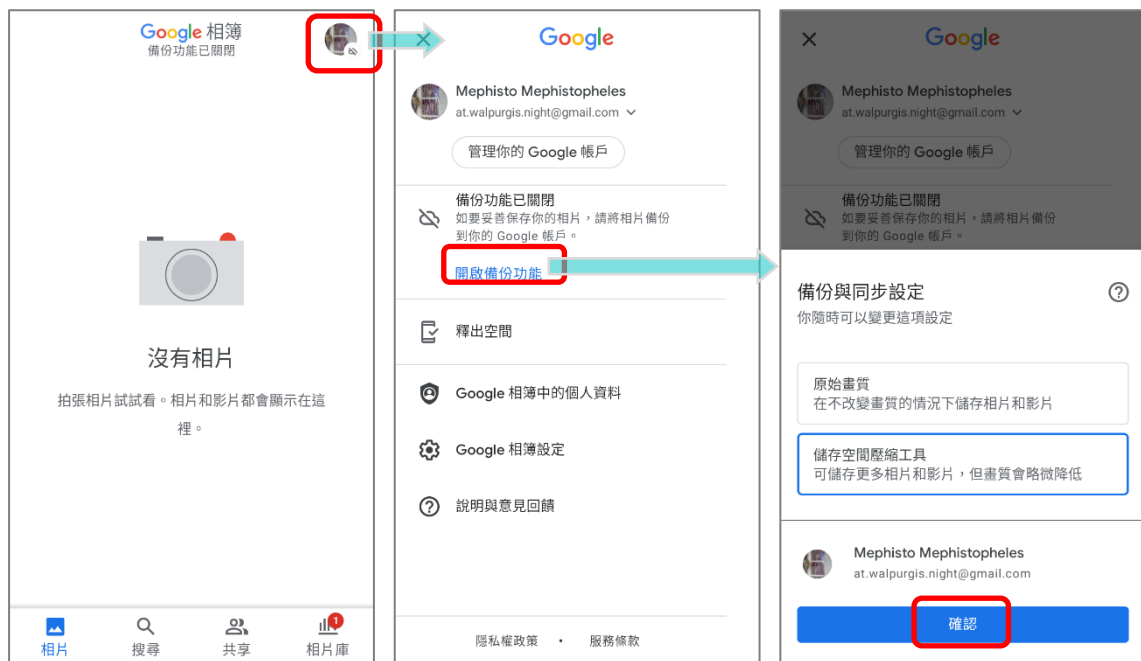 Google 相簿
備份功能已關閉
沒有相片
拍張相片試試看。相片和影片都會顯示在這
裡。
相片
搜尋
共享
1
相片庫
Google
Mephisto Mephistopheles
at.walpurgis.night@gmail.com
管理你的 Google 帳戶
備份功能已關閉
如要妥善保存你的相片，請將相片備份
到你的 Google 帳戶。
開啟備份功能
釋出空間
Google 相簿中的個人資料
Google 相簿設定
說明與意見回饋
隱私權政策 • 服務條款
Google
Mephisto Mephistopheles
at.walpurgis.night@gmail.com
管理你的 Google 帳戶
備份功能已關閉
如要妥善保存你的相片，請將相片備份
到你的 Google 帳戶。
備份與同步設定
你隨時可以變更這項設定
原始畫質
在不改變畫質的情況下儲存相片和影片
儲存空間壓縮工具
可儲存更多相片和影片，但畫質會略微降低
Mephisto Mephistopheles
at.walpurgis.night@gmail.com
確認